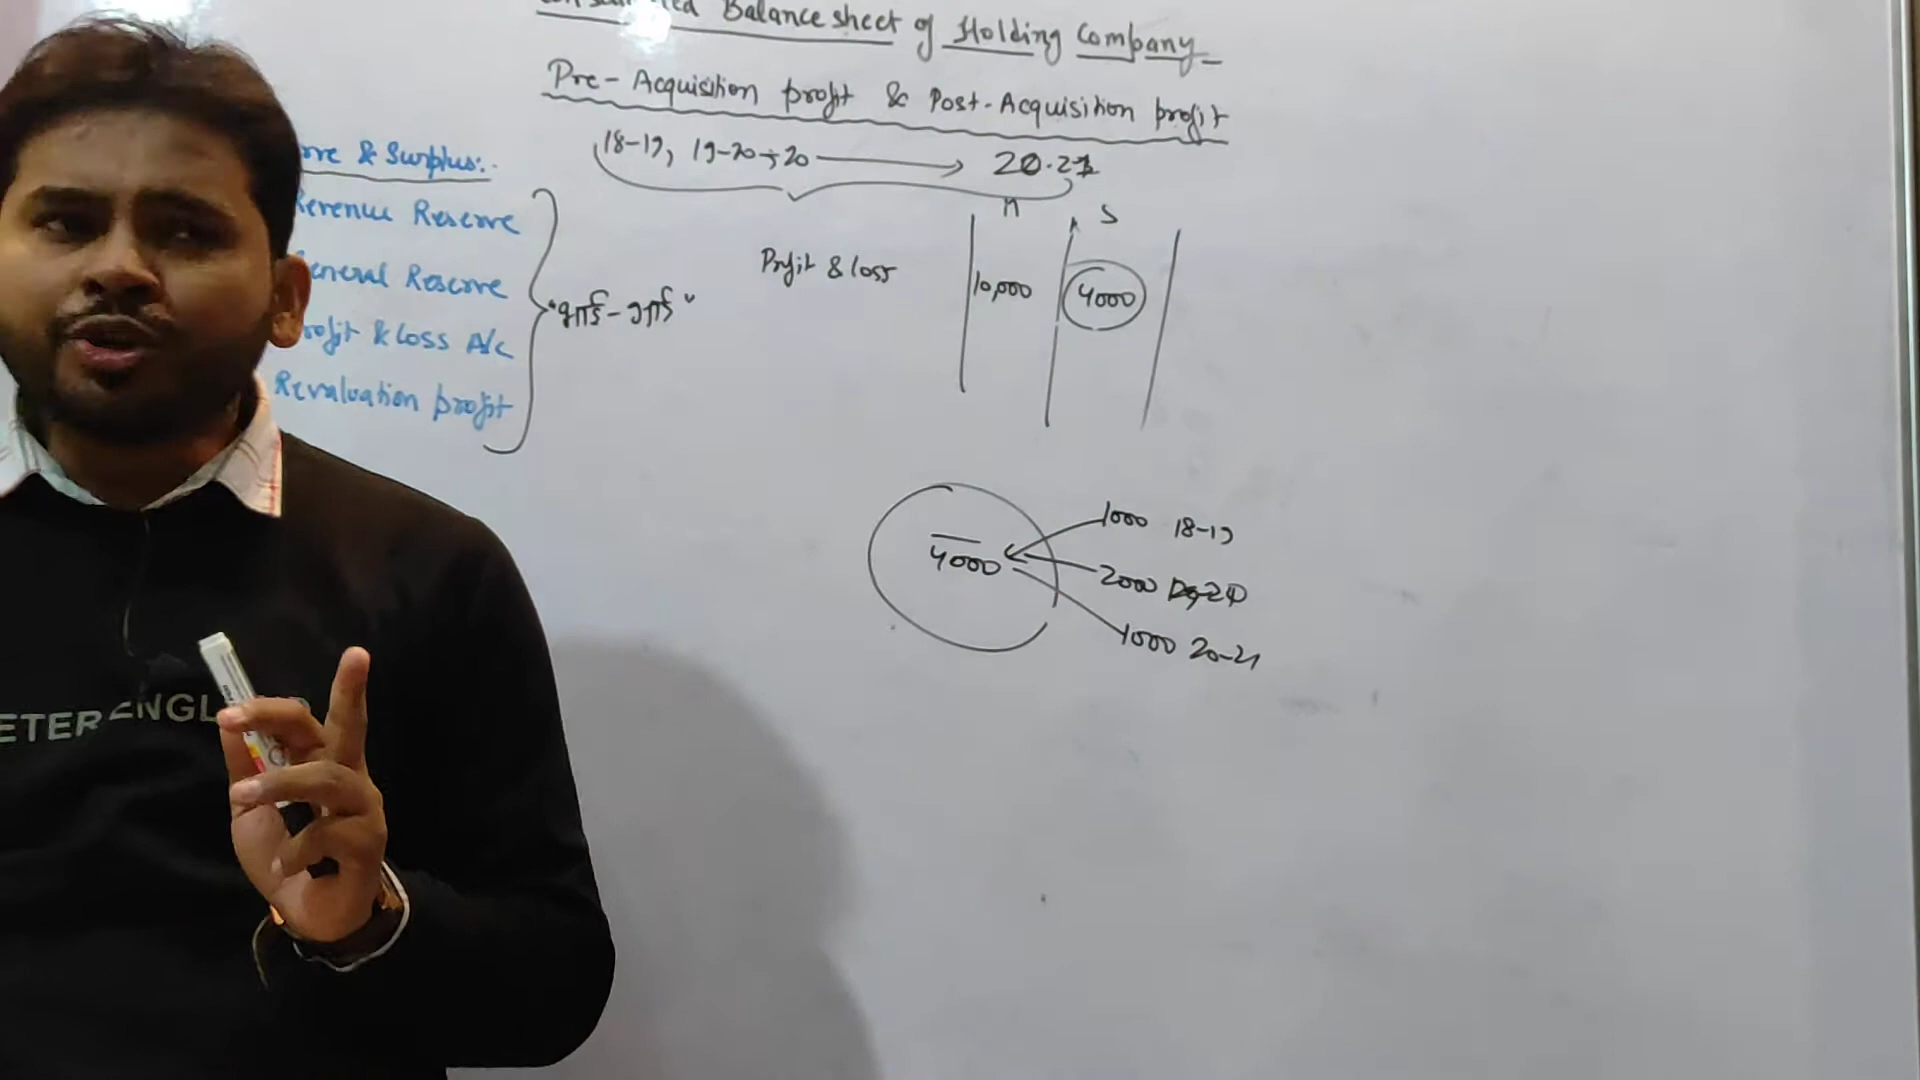 Balance sheet of Holding Company
Pre-Acquisition profit & Post-Acquisition profit
18-19, 19-20 20 20-21
& Surplus:-
Revenue Reserve
General Reserve
Profit & Loss A/c
Revaluation profit
"भाई-भाई"
H S
Profit & loss 10,000 4000
4000
1000 18-19
2000
1000 20-21
ETER ENGL